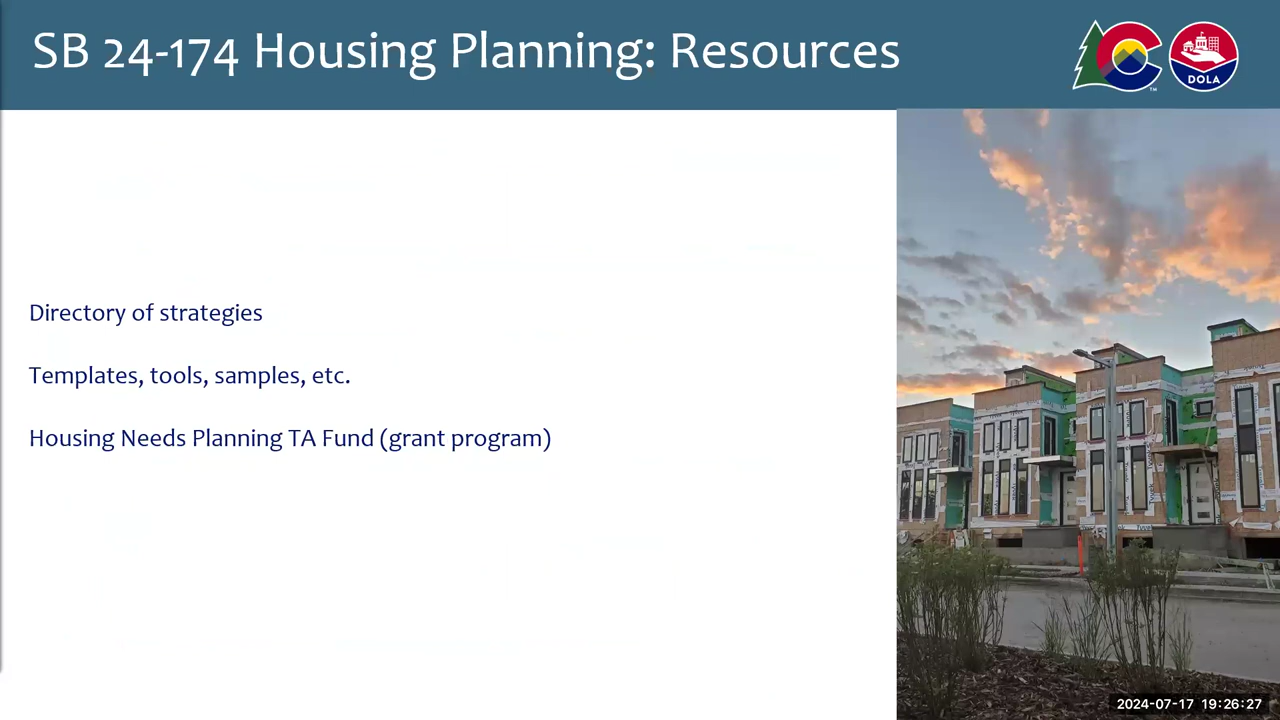 SB 24-174 Housing Planning: Resources
TM
DOLA
Directory of strategies
Templates, tools, samples, etc.
Housing Needs Planning TA Fund (grant program)
2024-07-17 19:26:27